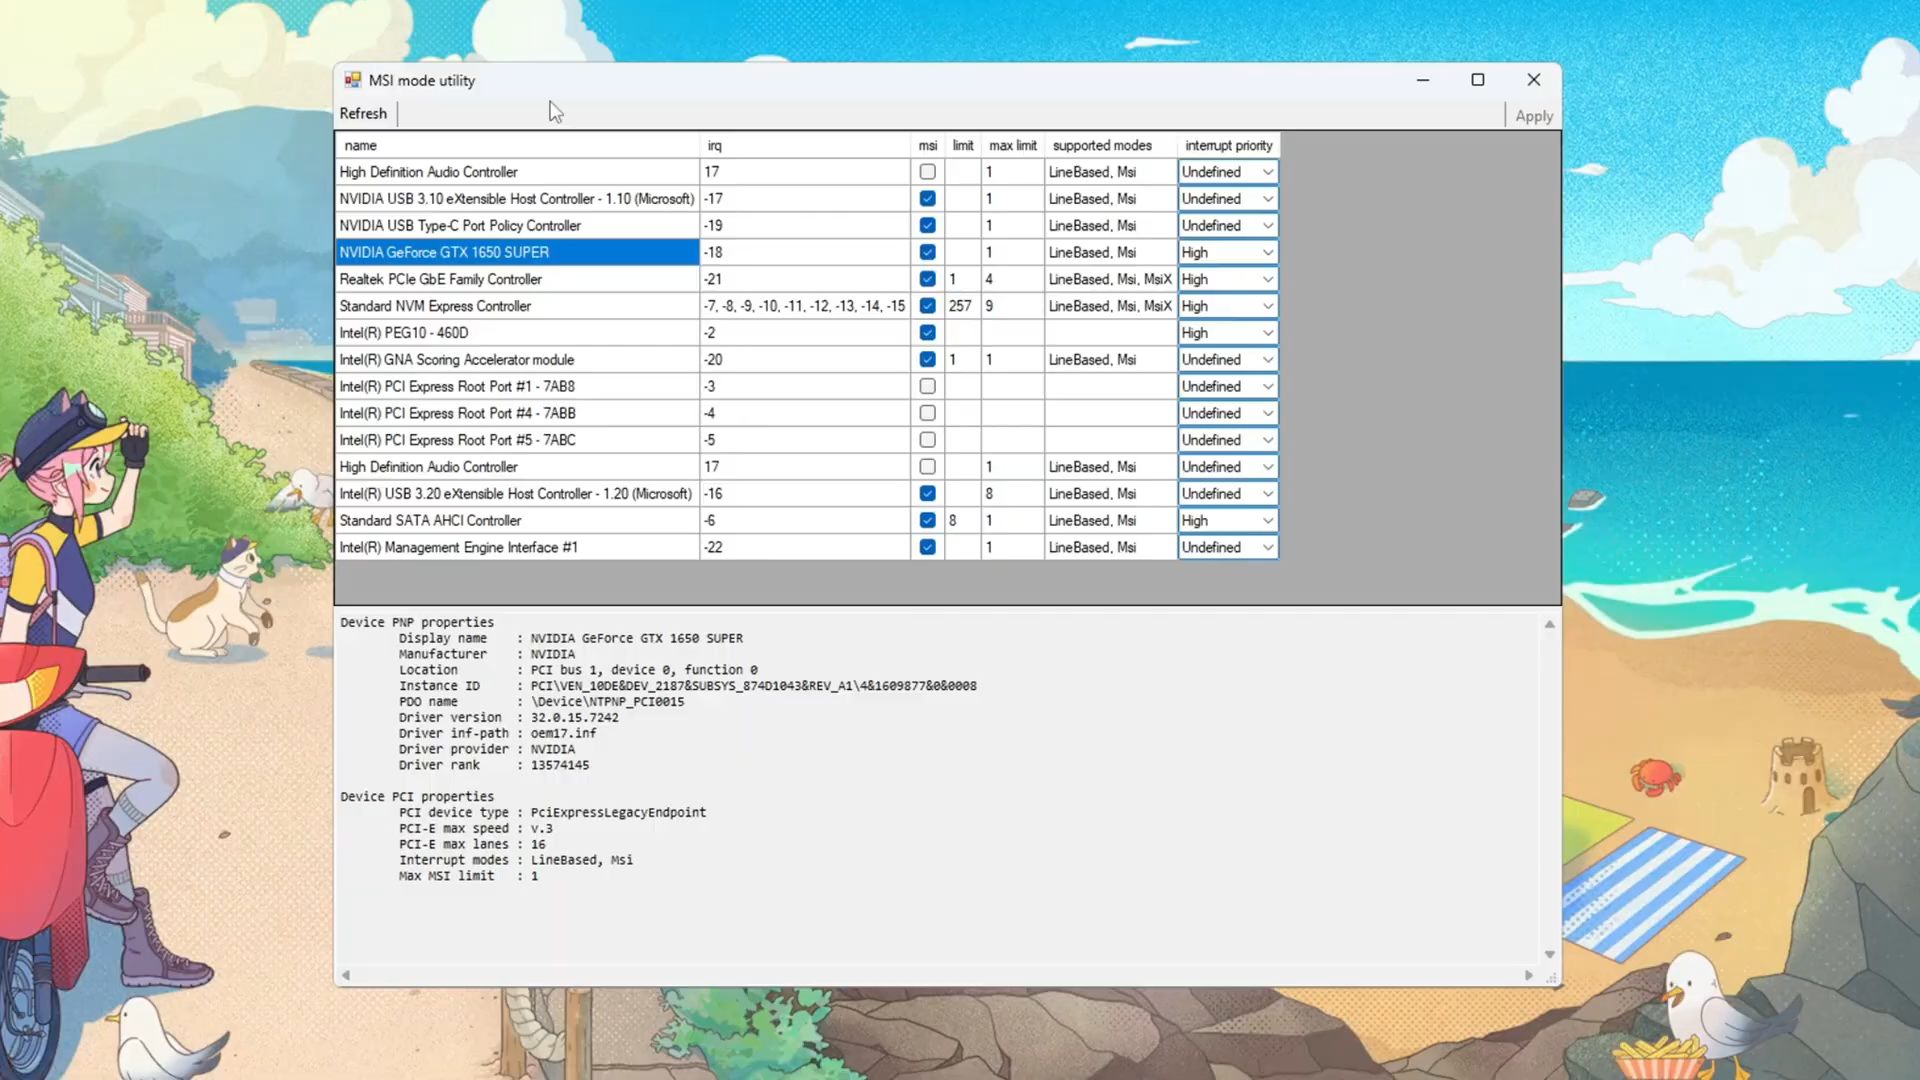 MSI mode utility
Refresh Apply
name irq msi limit max limit supported modes interrupt priority
High Definition Audio Controller 17 1 LineBased, Msi Undefined
NVIDIA USB 3.10 eXtensible Host Controller - 1.10 (Microsoft) -17 1 LineBased, Msi Undefined
NVIDIA USB Type-C Port Policy Controller -19 1 LineBased, Msi Undefined
NVIDIA GeForce GTX 1650 SUPER -18 1 LineBased, Msi High
Realtek PCIe GbE Family Controller -21 1 4 LineBased, Msi, MsiX High
Standard NVM Express Controller -7, -8, -9, -10, -11, -12, -13, -14, -15 257 9 LineBased, Msi, MsiX High
Intel(R) PEG10 - 460D -2 High
Intel(R) GNA Scoring Accelerator module -20 1 1 LineBased, Msi Undefined
Intel(R) PCI Express Root Port #1 - 7AB8 -3 Undefined
Intel(R) PCI Express Root Port #4 - 7ABB -4 Undefined
Intel(R) PCI Express Root Port #5 - 7ABC -5 Undefined
High Definition Audio Controller 17 1 LineBased, Msi Undefined
Intel(R) USB 3.20 eXtensible Host Controller - 1.20 (Microsoft) -16 8 LineBased, Msi Undefined
Standard SATA AHCI Controller -6 8 1 LineBased, Msi High
Intel(R) Management Engine Interface #1 -22 1 LineBased, Msi Undefined
Device PNP properties
Display name : NVIDIA GeForce GTX 1650 SUPER
Manufacturer : NVIDIA
Location : PCI bus 1, device 0, function 0
Instance ID : PCI\VEN_10DE&DEV_2187&SUBSYS_874D1043&REV_A1\4&1609877&0&0008
PDO name : \Device\NTPNP_PCI0015
Driver version : 32.0.15.7242
Driver inf-path : oem17.inf
Driver provider : NVIDIA
Driver rank : 13574145
Device PCI properties
PCI device type : PciExpressLegacyEndpoint
PCI-E max speed : v.3
PCI-E max lanes : 16
Interrupt modes : LineBased, Msi
Max MSI limit : 1